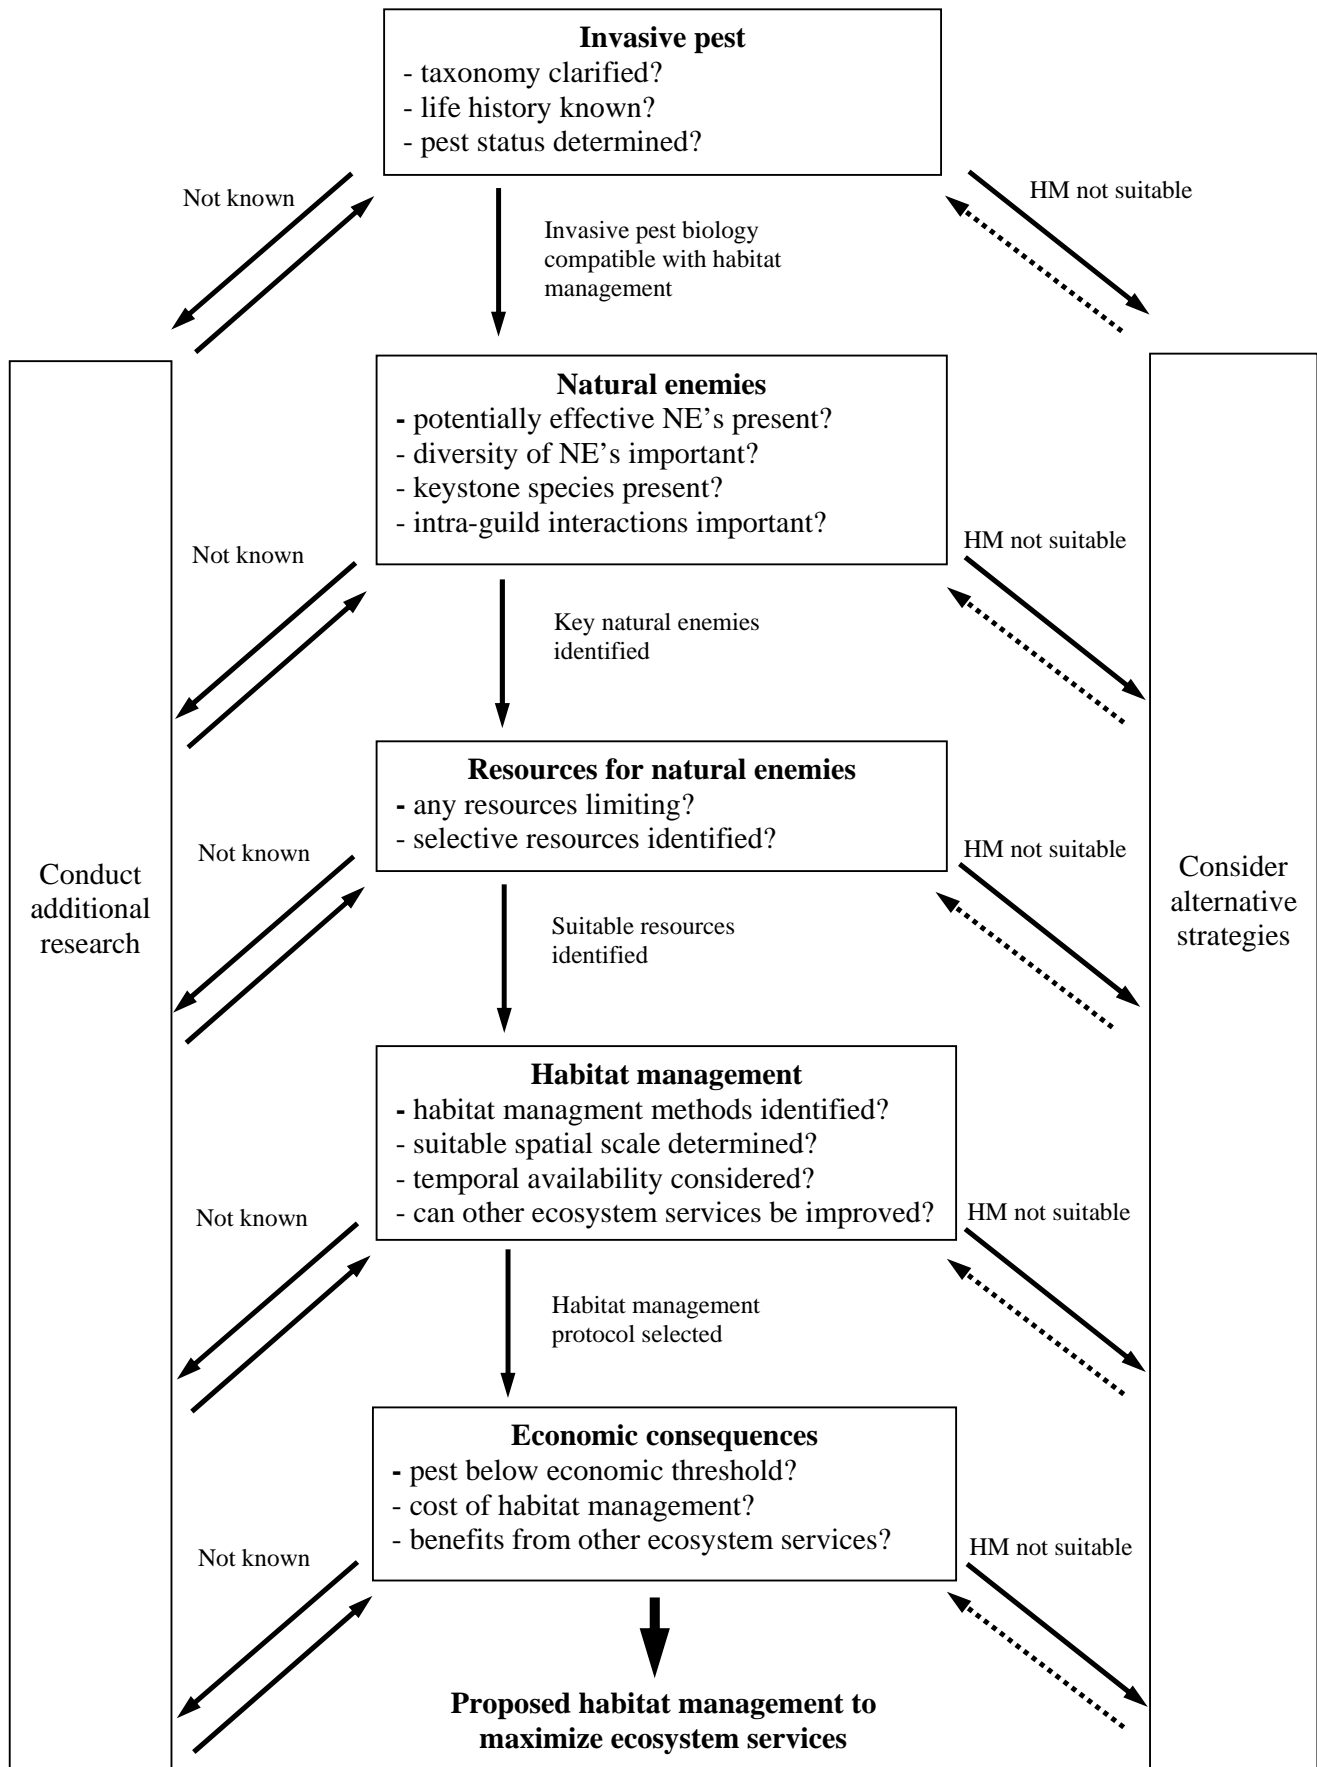 Invasive pest
- taxonomy clarified?
- life history known?
- pest status determined?
Not known
HM not suitable
Invasive pest biology
compatible with habitat
management
Natural enemies
- potentially effective NE’s present?
- diversity of NE’s important?
- keystone species present?
- intra-guild interactions important?
Not known
HM not suitable
Key natural enemies
identified
Resources for natural enemies
- any resources limiting?
- selective resources identified?
Not known
HM not suitable
Conduct
additional
research
Consider
alternative
strategies
Suitable resources
identified
Habitat management
- habitat managment methods identified?
- suitable spatial scale determined?
- temporal availability considered?
- can other ecosystem services be improved?
Not known
HM not suitable
Habitat management
protocol selected
Economic consequences
- pest below economic threshold?
- cost of habitat management?
- benefits from other ecosystem services?
Not known
HM not suitable
Proposed habitat management to
maximize ecosystem services